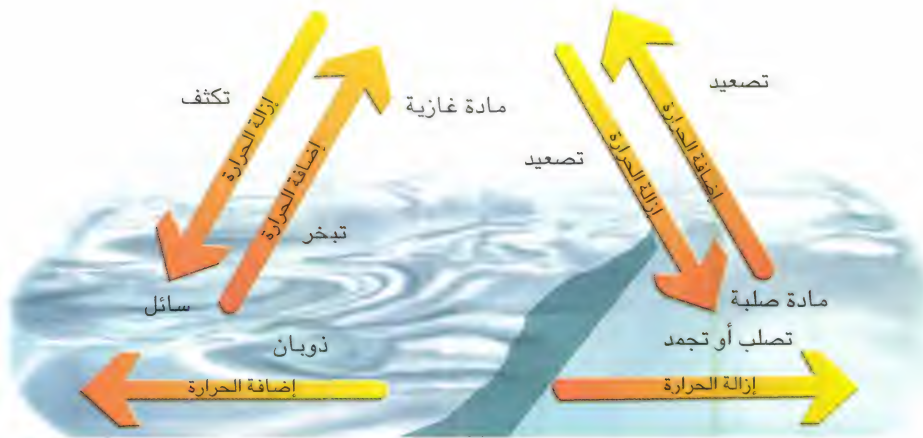 تصعيد
إضافة الحرارة
إزالة الحرارة
تصعيد
مادة غازية
تكثف
إزالة الحرارة
إضافة الحرارة
تبخر
مادة صلبة
تصلب أو تجمد
إزالة الحرارة
سائل
ذوبان
إضافة الحرارة